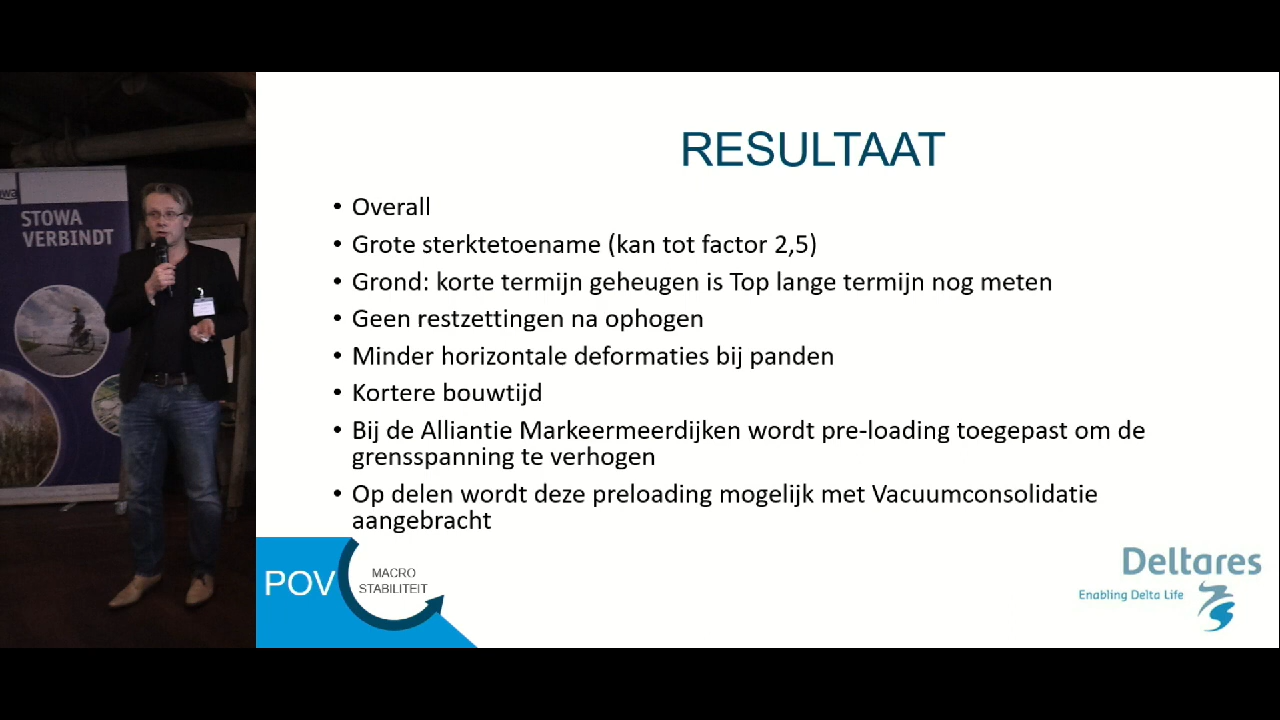 STOWA
VERBINDT
RESULTAAT
• Overall
• Grote sterktetoename (kan tot factor 2,5)
• Grond: korte termijn geheugen is Top lange termijn nog meten
• Geen restzettingen na ophogen
• Minder horizontale deformaties bij panden
• Kortere bouwtijd
• Bij de Alliantie Markeermeerdijken wordt pre-loading toegepast om de
grensspanning te verhogen
• Op delen wordt deze preloading mogelijk met Vacuumconsolidatie
aangebracht
POV
MACRO
STABILITEIT
Deltares
Enabling Delta Life